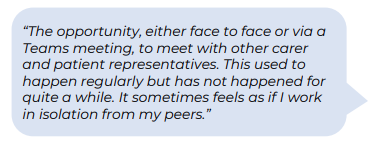 “The opportunity, either face to face or via a
Teams meeting, to meet with other carer
and patient representatives. This used to
happen regularly but has not happened for
quite a while. It sometimes feels as if I work
in isolation from my peers.”